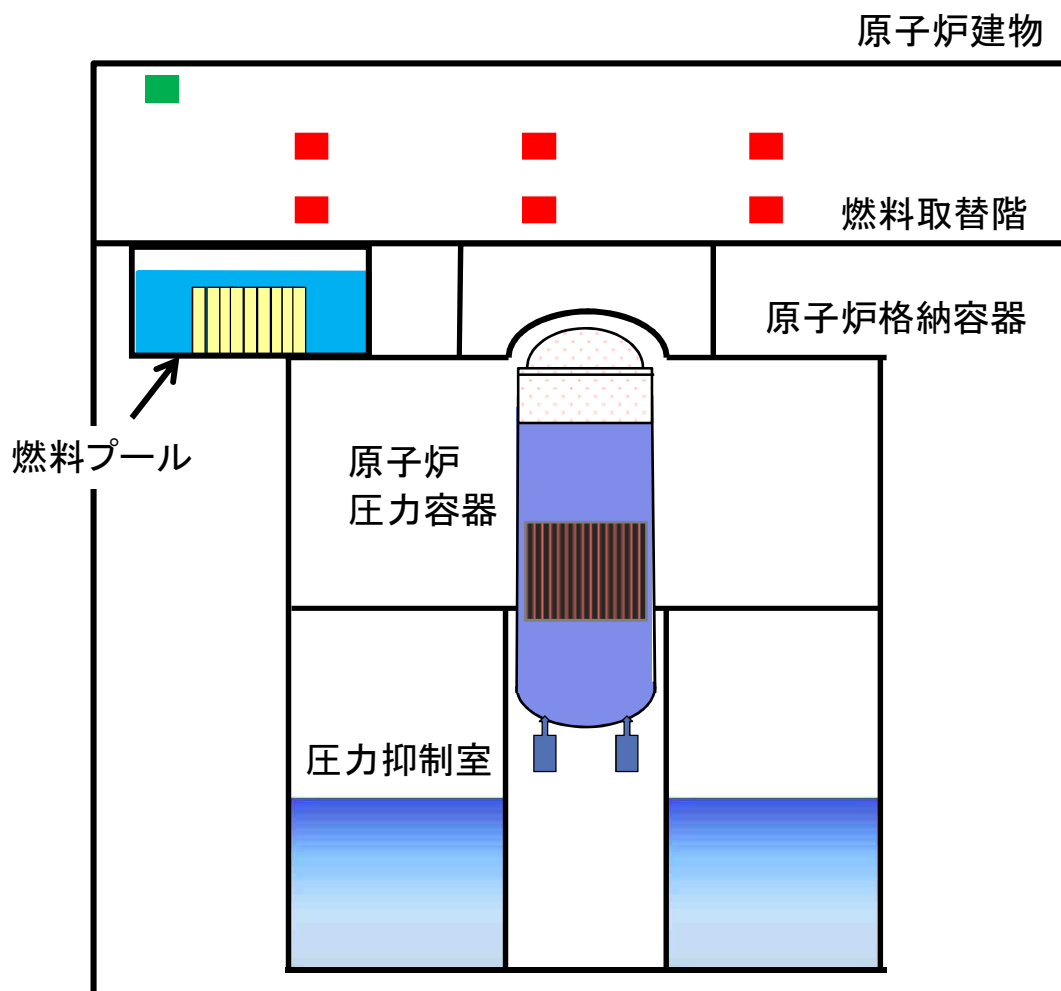 原子炉建物
燃料取替階
原子炉格納容器
燃料プール
原子炉
圧力容器
圧力抑制室